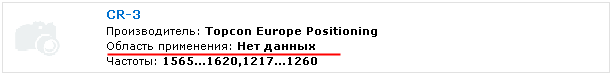 CR-3
Производитель: Topcon Europe Positioning
Область применения: Нет данных
Частоты: 1565...1620,1217...1260